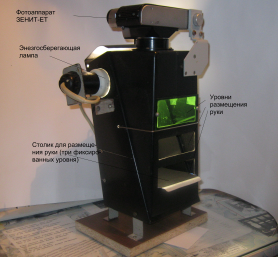 Фотоаппарат
ЗЕНИТ-ЕТ
Энергосберегающая
лампа
Уровни
размещения
руки
Столик для размеще-
ния руки (три фиксиро-
ванных уровня)